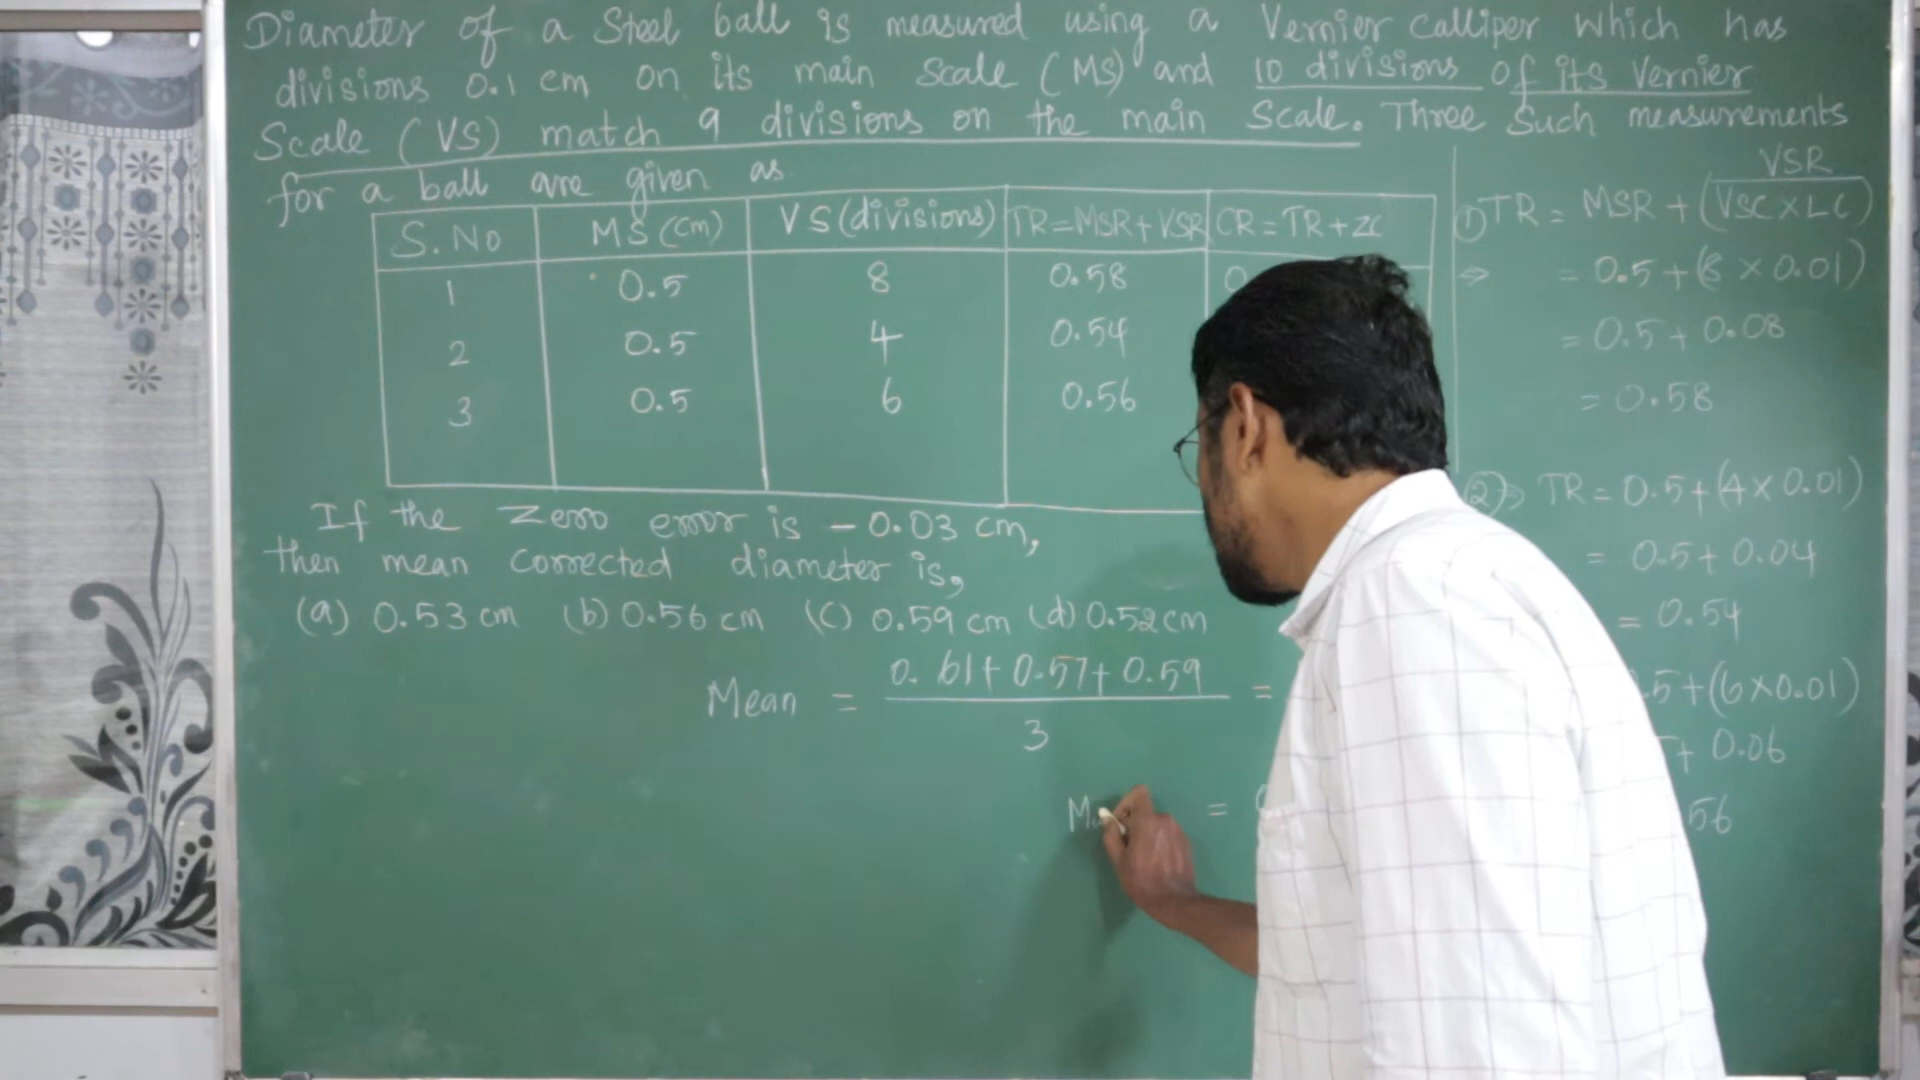 Diameter of a Steel ball is measured using a Vernier calliper which has
divisions 0.1 cm on its main Scale (MS) and 10 divisions of its Vernier
Scale (VS) match 9 divisions on the main Scale. Three Such measurements
for a ball are given as
S.No MS (cm) VS (divisions) TR=MSR+VSR CR=TR+ZC
1 0.5 8 0.58
2 0.5 4 0.54
3 0.5 6 0.56
If the Zero error is -0.03 cm,
then mean corrected diameter is,
(a) 0.53 cm (b) 0.56 cm (c) 0.59 cm (d) 0.52 cm
Mean = 0.61+0.57+0.59 =
3
=
VSR
① TR = MSR + (VSC×LC)
⇒ = 0.5+(8 × 0.01)
= 0.5+0.08
= 0.58
②⇒ TR = 0.5+(4×0.01)
= 0.5+0.04
= 0.54
5+(6×0.01)
+ 0.06
56